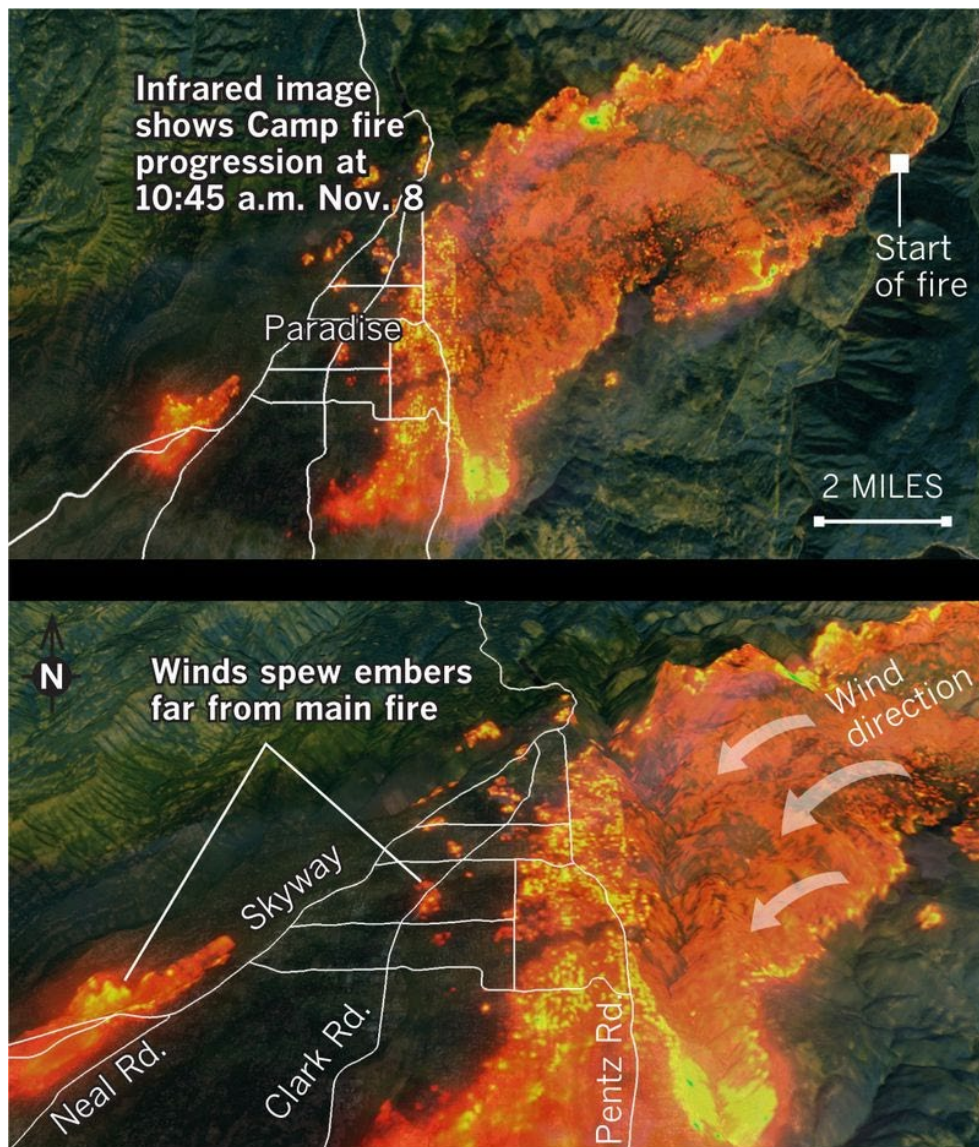 Infrared image
shows Camp fire
progression at
10:45 a.m. Nov. 8
Start
of fire
Paradise
2 MILES
N
Winds spew embers
far from main fire
Wind
direction
Skyway
Neal Rd.
Clark Rd.
Pentz Rd.